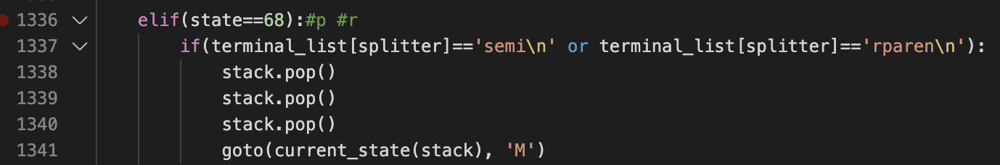 1336 elif(state==68):#p #r
1337 if(terminal_list[splitter]=='semi\n' or terminal_list[splitter]=='rparen\n'):
1338 stack.pop()
1339 stack.pop()
1340 stack.pop()
1341 goto(current_state(stack), 'M')